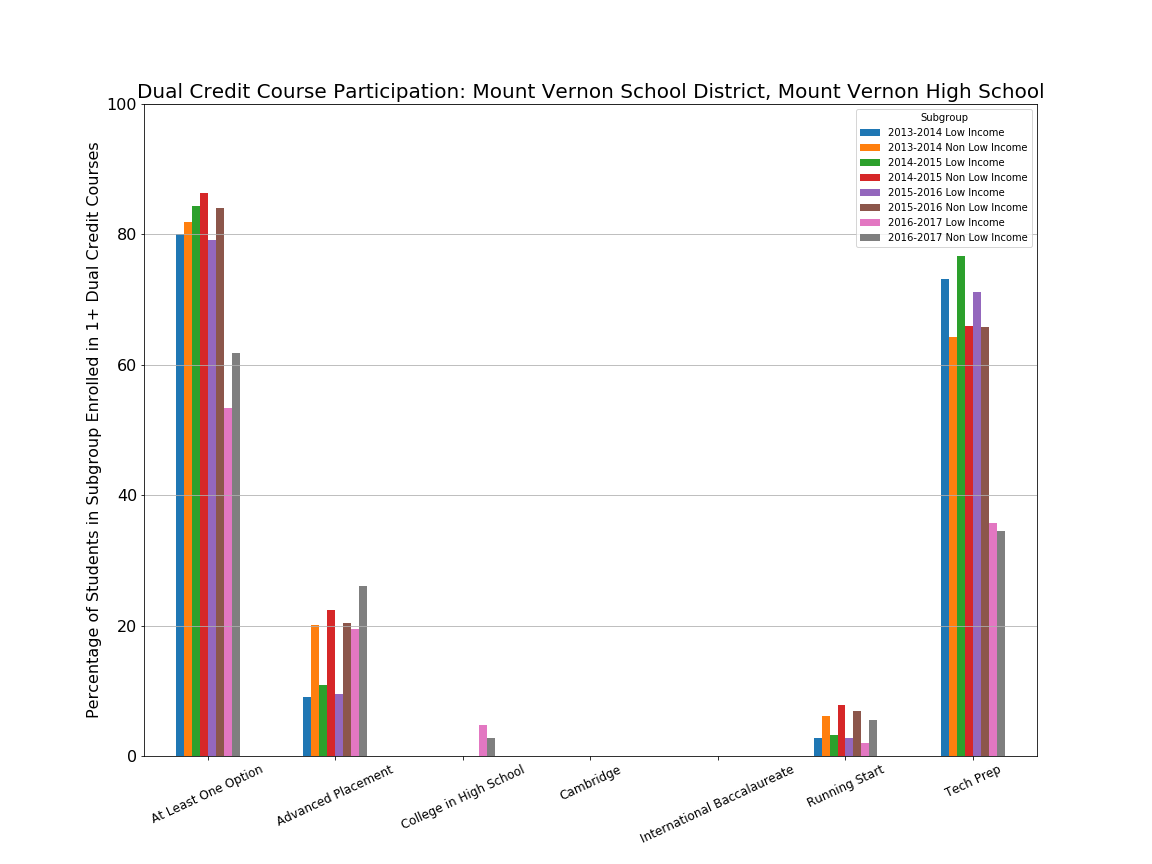 Dual Credit Course Participation: Mount Vernon School District, Mount Vernon High School
Percentage of Students in Subgroup Enrolled in 1+ Dual Credit Courses
100
80
60
40
20
0
Subgroup
2013-2014 Low Income
2013-2014 Non Low Income
2014-2015 Low Income
2014-2015 Non Low Income
2015-2016 Low Income
2015-2016 Non Low Income
2016-2017 Low Income
2016-2017 Non Low Income
At Least One Option
Advanced Placement
College in High School
Cambridge
International Baccalaureate
Running Start
Tech Prep